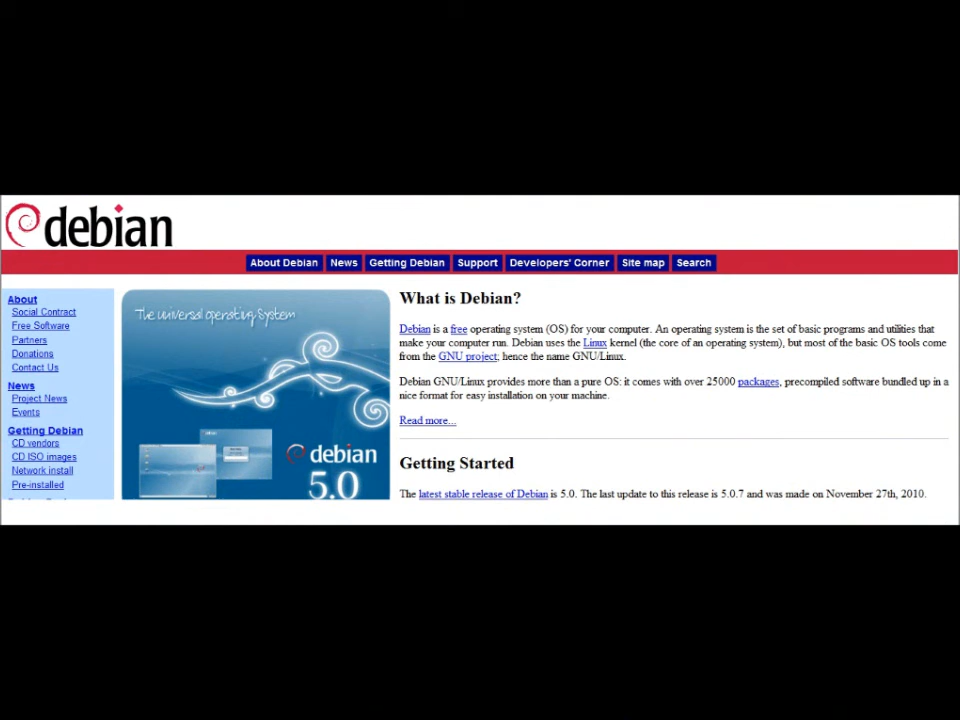 debian
About Debian News Getting Debian Support Developers' Corner Site map Search
About
Social Contract
Free Software
Partners
Donations
Contact Us
News
Project News
Events
Getting Debian
CD vendors
CD ISO images
Network install
Pre-installed
The universal operating System
debian
5.0
What is Debian?
Debian is a free operating system (OS) for your computer. An operating system is the set of basic programs and utilities that
make your computer run. Debian uses the Linux kernel (the core of an operating system), but most of the basic OS tools come
from the GNU project; hence the name GNU/Linux.
Debian GNU/Linux provides more than a pure OS: it comes with over 25000 packages, precompiled software bundled up in a
nice format for easy installation on your machine.
Read more...
Getting Started
The latest stable release of Debian is 5.0. The last update to this release is 5.0.7 and was made on November 27th, 2010.